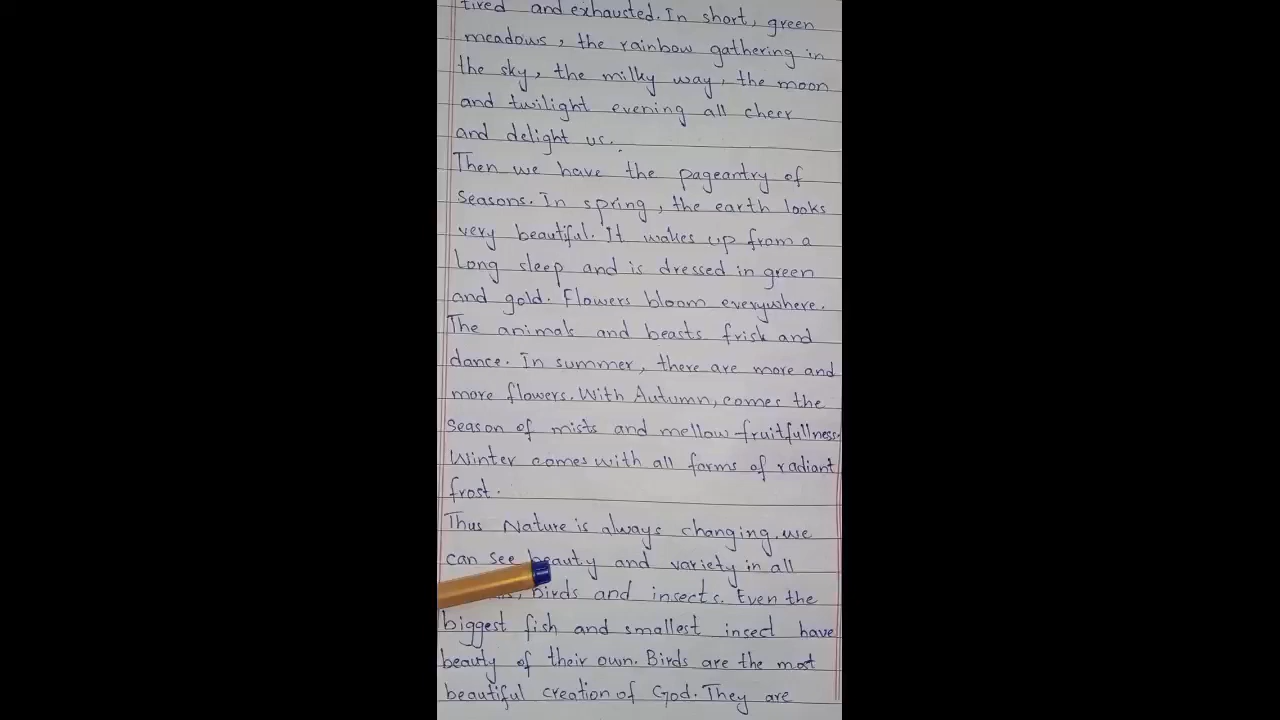 tired and exhausted. In short, green
meadows, the rainbow gathering in
the sky, the milky way, the moon
and twilight evening all cheer
and delight us.
Then we have the pageantry of
seasons. In spring, the earth looks
very beautiful. It wakes up from a
long sleep and is dressed in green
and gold. Flowers bloom everywhere.
The animals and beasts frisk and
dance. In summer, there are more and
more flowers. With Autumn, comes the
season of mists and mellow fruitfullness.
Winter comes with all forms of radiant
frost.
Thus Nature is always changing. we
can see beauty and variety in all
, Birds and insects. Even the
biggest fish and smallest insect have
beauty of their own. Birds are the most
beautiful creation of God. They are